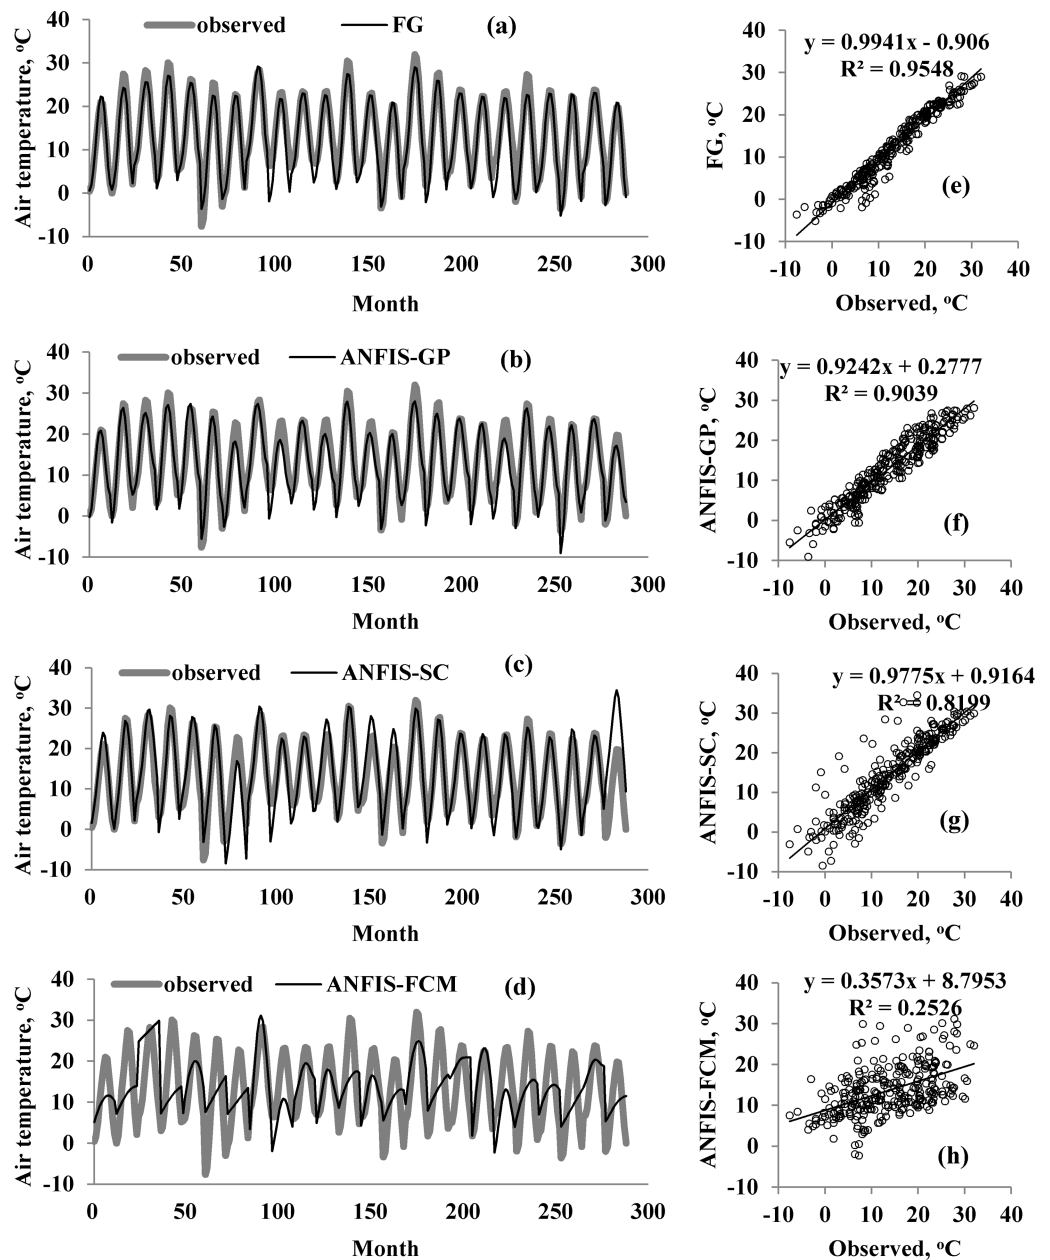 observed FG (a)
Air temperature, °C
40
30
20
10
0
-10
0 50 100 150 200 250 300
Month
y = 0.9941x - 0.906
R² = 0.9548
FG, °C
40
30
20
10
0
-10
(e)
-10 0 10 20 30 40
Observed, °C
observed ANFIS-GP (b)
Air temperature, °C
40
30
20
10
0
-10
0 50 100 150 200 250 300
Month
y = 0.9242x + 0.2777
R² = 0.9039
ANFIS-GP, °C
40
30
20
10
0
-10
(f)
-10 0 10 20 30 40
Observed, °C
observed ANFIS-SC (c)
Air temperature, °C
40
30
20
10
0
-10
0 50 100 150 200 250 300
Month
y = 0.9775x + 0.9164
R² = 0.8199
ANFIS-SC, °C
40
30
20
10
0
-10
(g)
-10 0 10 20 30 40
Observed, °C
observed ANFIS-FCM (d)
Air temperature, °C
40
30
20
10
0
-10
0 50 100 150 200 250 300
Month
y = 0.3573x + 8.7953
R² = 0.2526
ANFIS-FCM, °C
40
30
20
10
0
-10
(h)
-10 0 10 20 30 40
Observed, °C